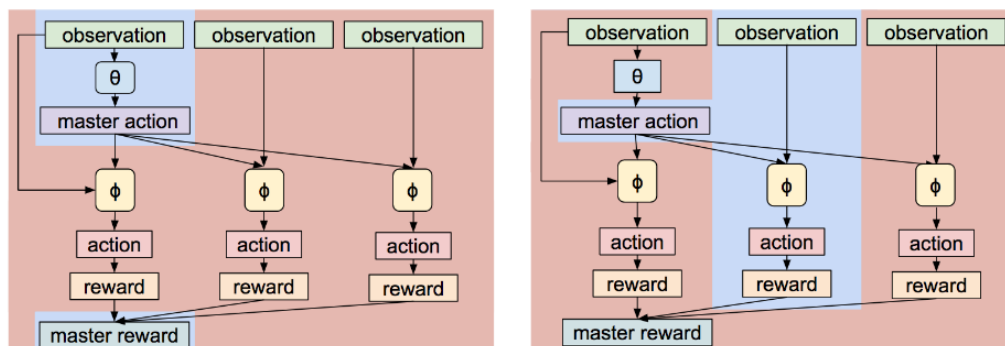 observation observation observation
θ
master action
ϕ ϕ ϕ
action action action
reward reward reward
master reward
observation observation observation
θ
master action
ϕ ϕ ϕ
action action action
reward reward reward
master reward